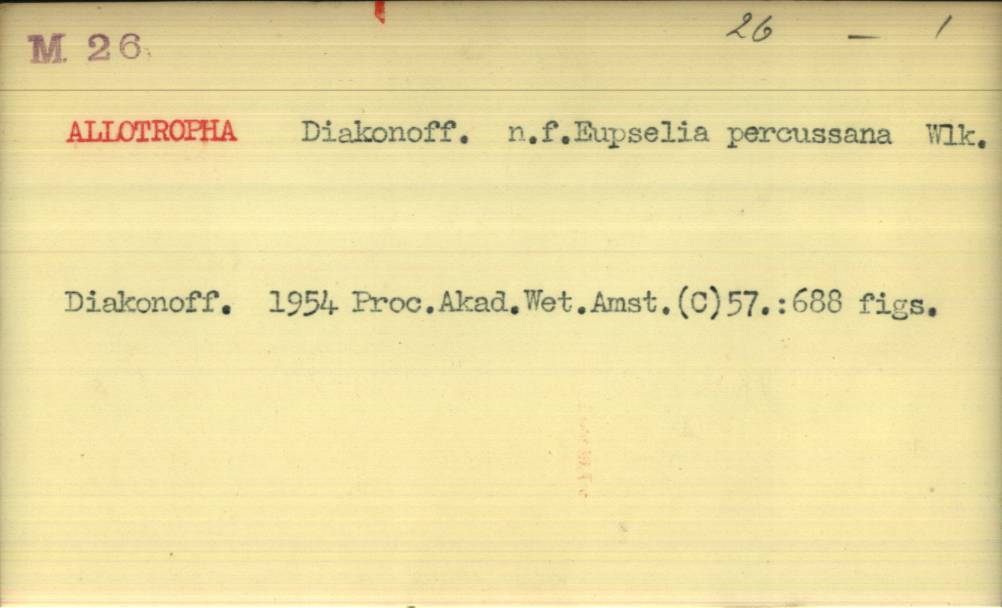 M. 26. 26 — 1
ALLOTROPHA Diakonoff. n.f.Eupselia percussana Wlk.
Diakonoff. 1954 Proc.Akad.Wet.Amst.(C)57.:688 figs.